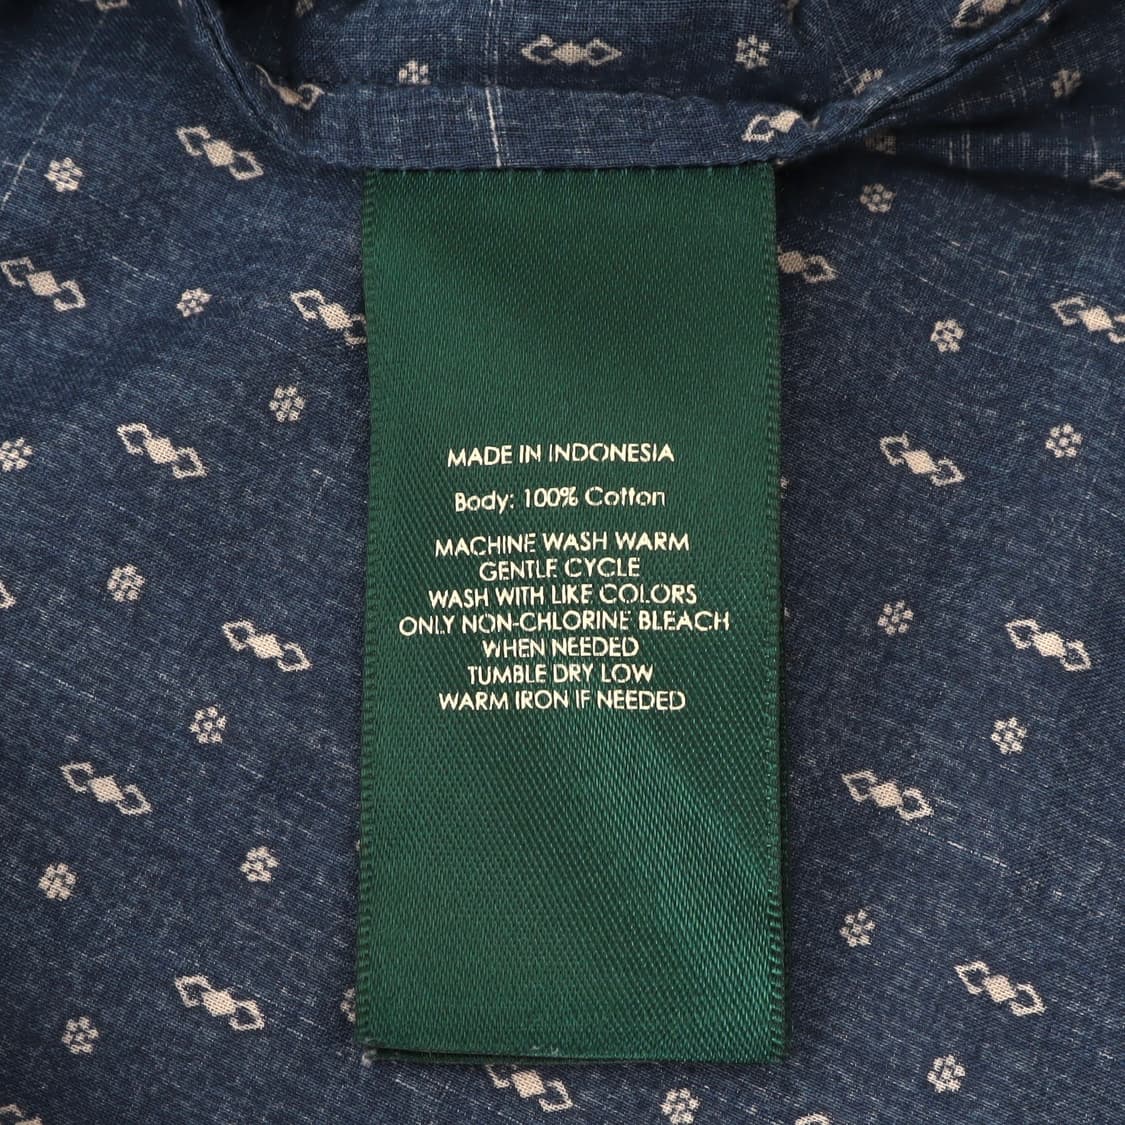 MADE IN INDONESIA
Body: 100% Cotton
MACHINE WASH WARM
GENTLE CYCLE
WASH WITH LIKE COLORS
ONLY NON-CHLORINE BLEACH
WHEN NEEDED
TUMBLE DRY LOW
WARM IRON IF NEEDED